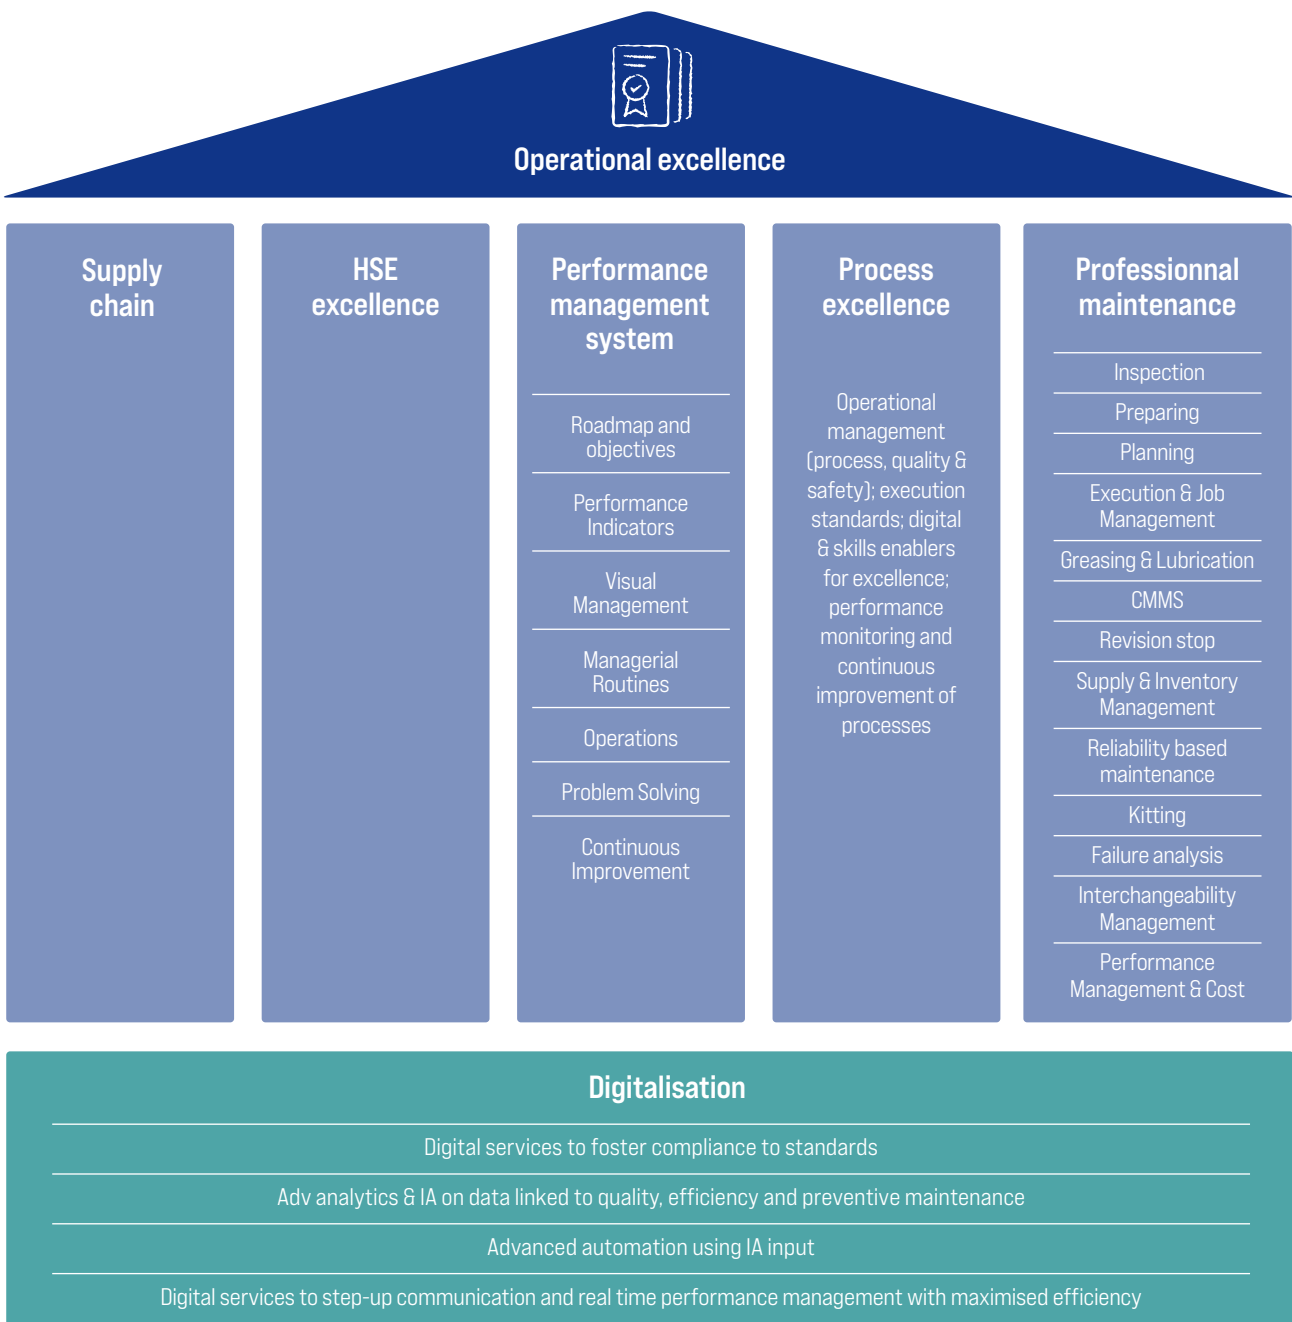 Operational excellence
Supply
chain
HSE
excellence
Performance
management
system
Roadmap and
objectives
Performance
Indicators
Visual
Management
Managerial
Routines
Operations
Problem Solving
Continuous
Improvement
Process
excellence
Operational
management
(process, quality &
safety); execution
standards; digital
& skills enablers
for excellence;
performance
monitoring and
continuous
improvement of
processes
Professionnal
maintenance
Inspection
Preparing
Planning
Execution & Job
Management
Greasing & Lubrication
CMMS
Revision stop
Supply & Inventory
Management
Reliability based
maintenance
Kitting
Failure analysis
Interchangeability
Management
Performance
Management & Cost
Digitalisation
Digital services to foster compliance to standards
Adv analytics & IA on data linked to quality, efficiency and preventive maintenance
Advanced automation using IA input
Digital services to step-up communication and real time performance management with maximised efficiency